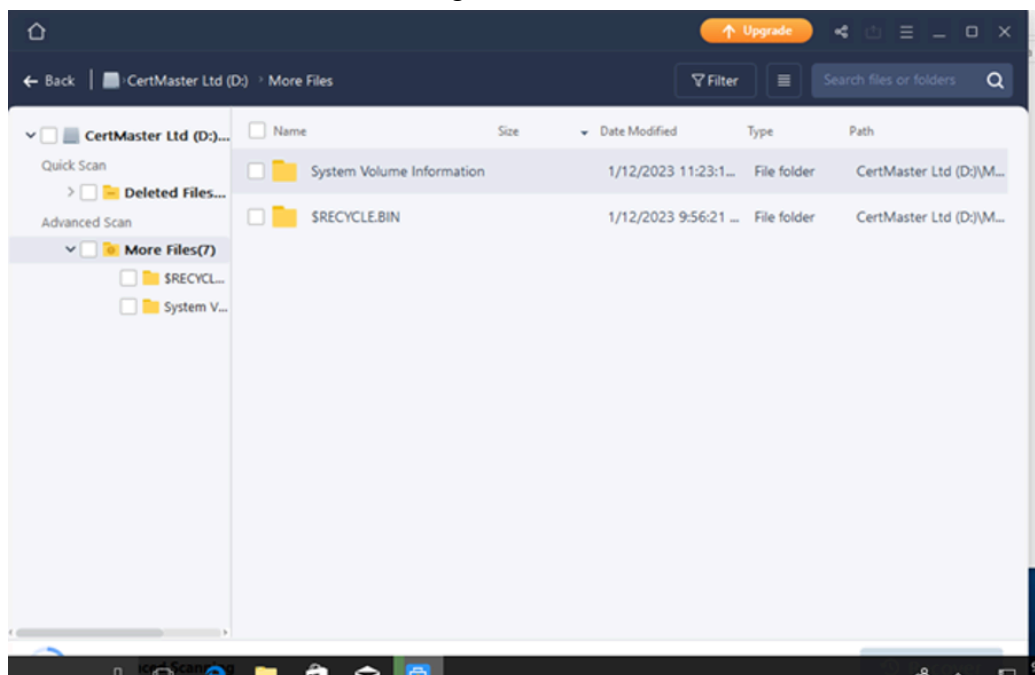 Upgrade
Back CertMaster Ltd (D:) > More Files Filter Search files or folders
CertMaster Ltd (D:)...
Quick Scan
Deleted Files...
Advanced Scan
More Files(7)
$RECYCL...
System V...
Name Size Date Modified Type Path
System Volume Information 1/12/2023 11:23:1... File folder CertMaster Ltd (D:)\M...
$RECYCLE.BIN 1/12/2023 9:56:21 ... File folder CertMaster Ltd (D:)\M...